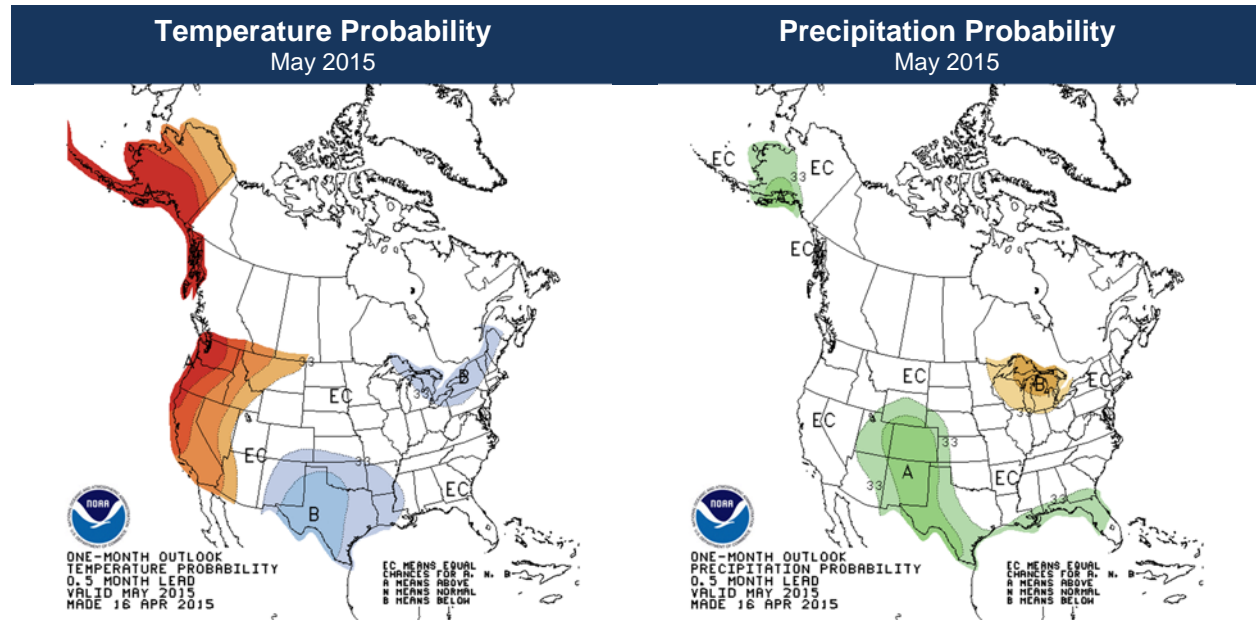 Temperature Probability
May 2015
A
A
33
EC
33
B
EC
33
B
EC
NOAA
ONE-MONTH OUTLOOK
TEMPERATURE PROBABILITY
0.5 MONTH LEAD
VALID MAY 2015
MADE 16 APR 2015
EC MEANS EQUAL
CHANCES FOR A, N, B
A MEANS ABOVE
N MEANS NORMAL
B MEANS BELOW
Precipitation Probability
May 2015
EC
EC
33
A
EC
EC
B
EC
33
EC
33
A
33
EC
33
NOAA
ONE-MONTH OUTLOOK
PRECIPITATION PROBABILITY
0.5 MONTH LEAD
VALID MAY 2015
MADE 16 APR 2015
EC MEANS EQUAL
CHANCES FOR A, N, B
A MEANS ABOVE
N MEANS NORMAL
B MEANS BELOW